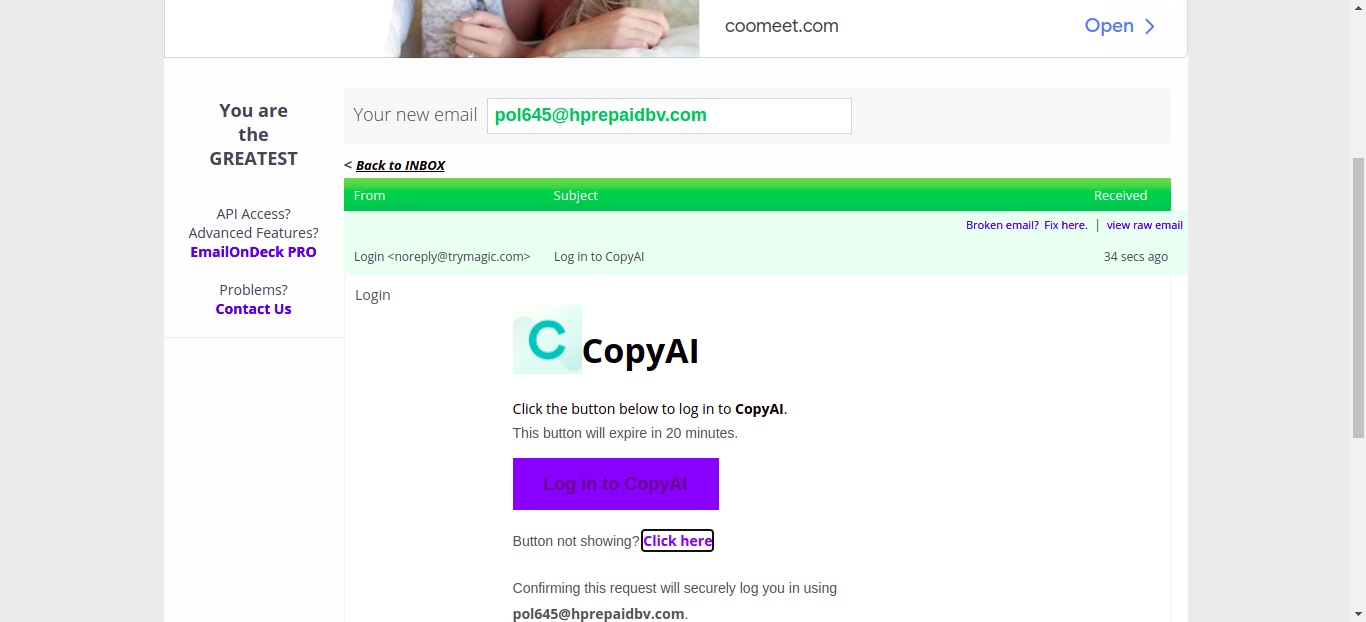 coomeet.com
Open
You are
the
GREATEST
API Access?
Advanced Features?
EmailOnDeck PRO
Problems?
Contact Us
Your new email pol645@hprepaidbv.com
< Back to INBOX
From Subject Received
Broken email? Fix here. | view raw email
Login <noreply@trymagic.com> Log in to CopyAI 34 secs ago
Login
C CopyAI
Click the button below to log in to CopyAI.
This button will expire in 20 minutes.
Log in to CopyAI
Button not showing? Click here
Confirming this request will securely log you in using
pol645@hprepaidbv.com.